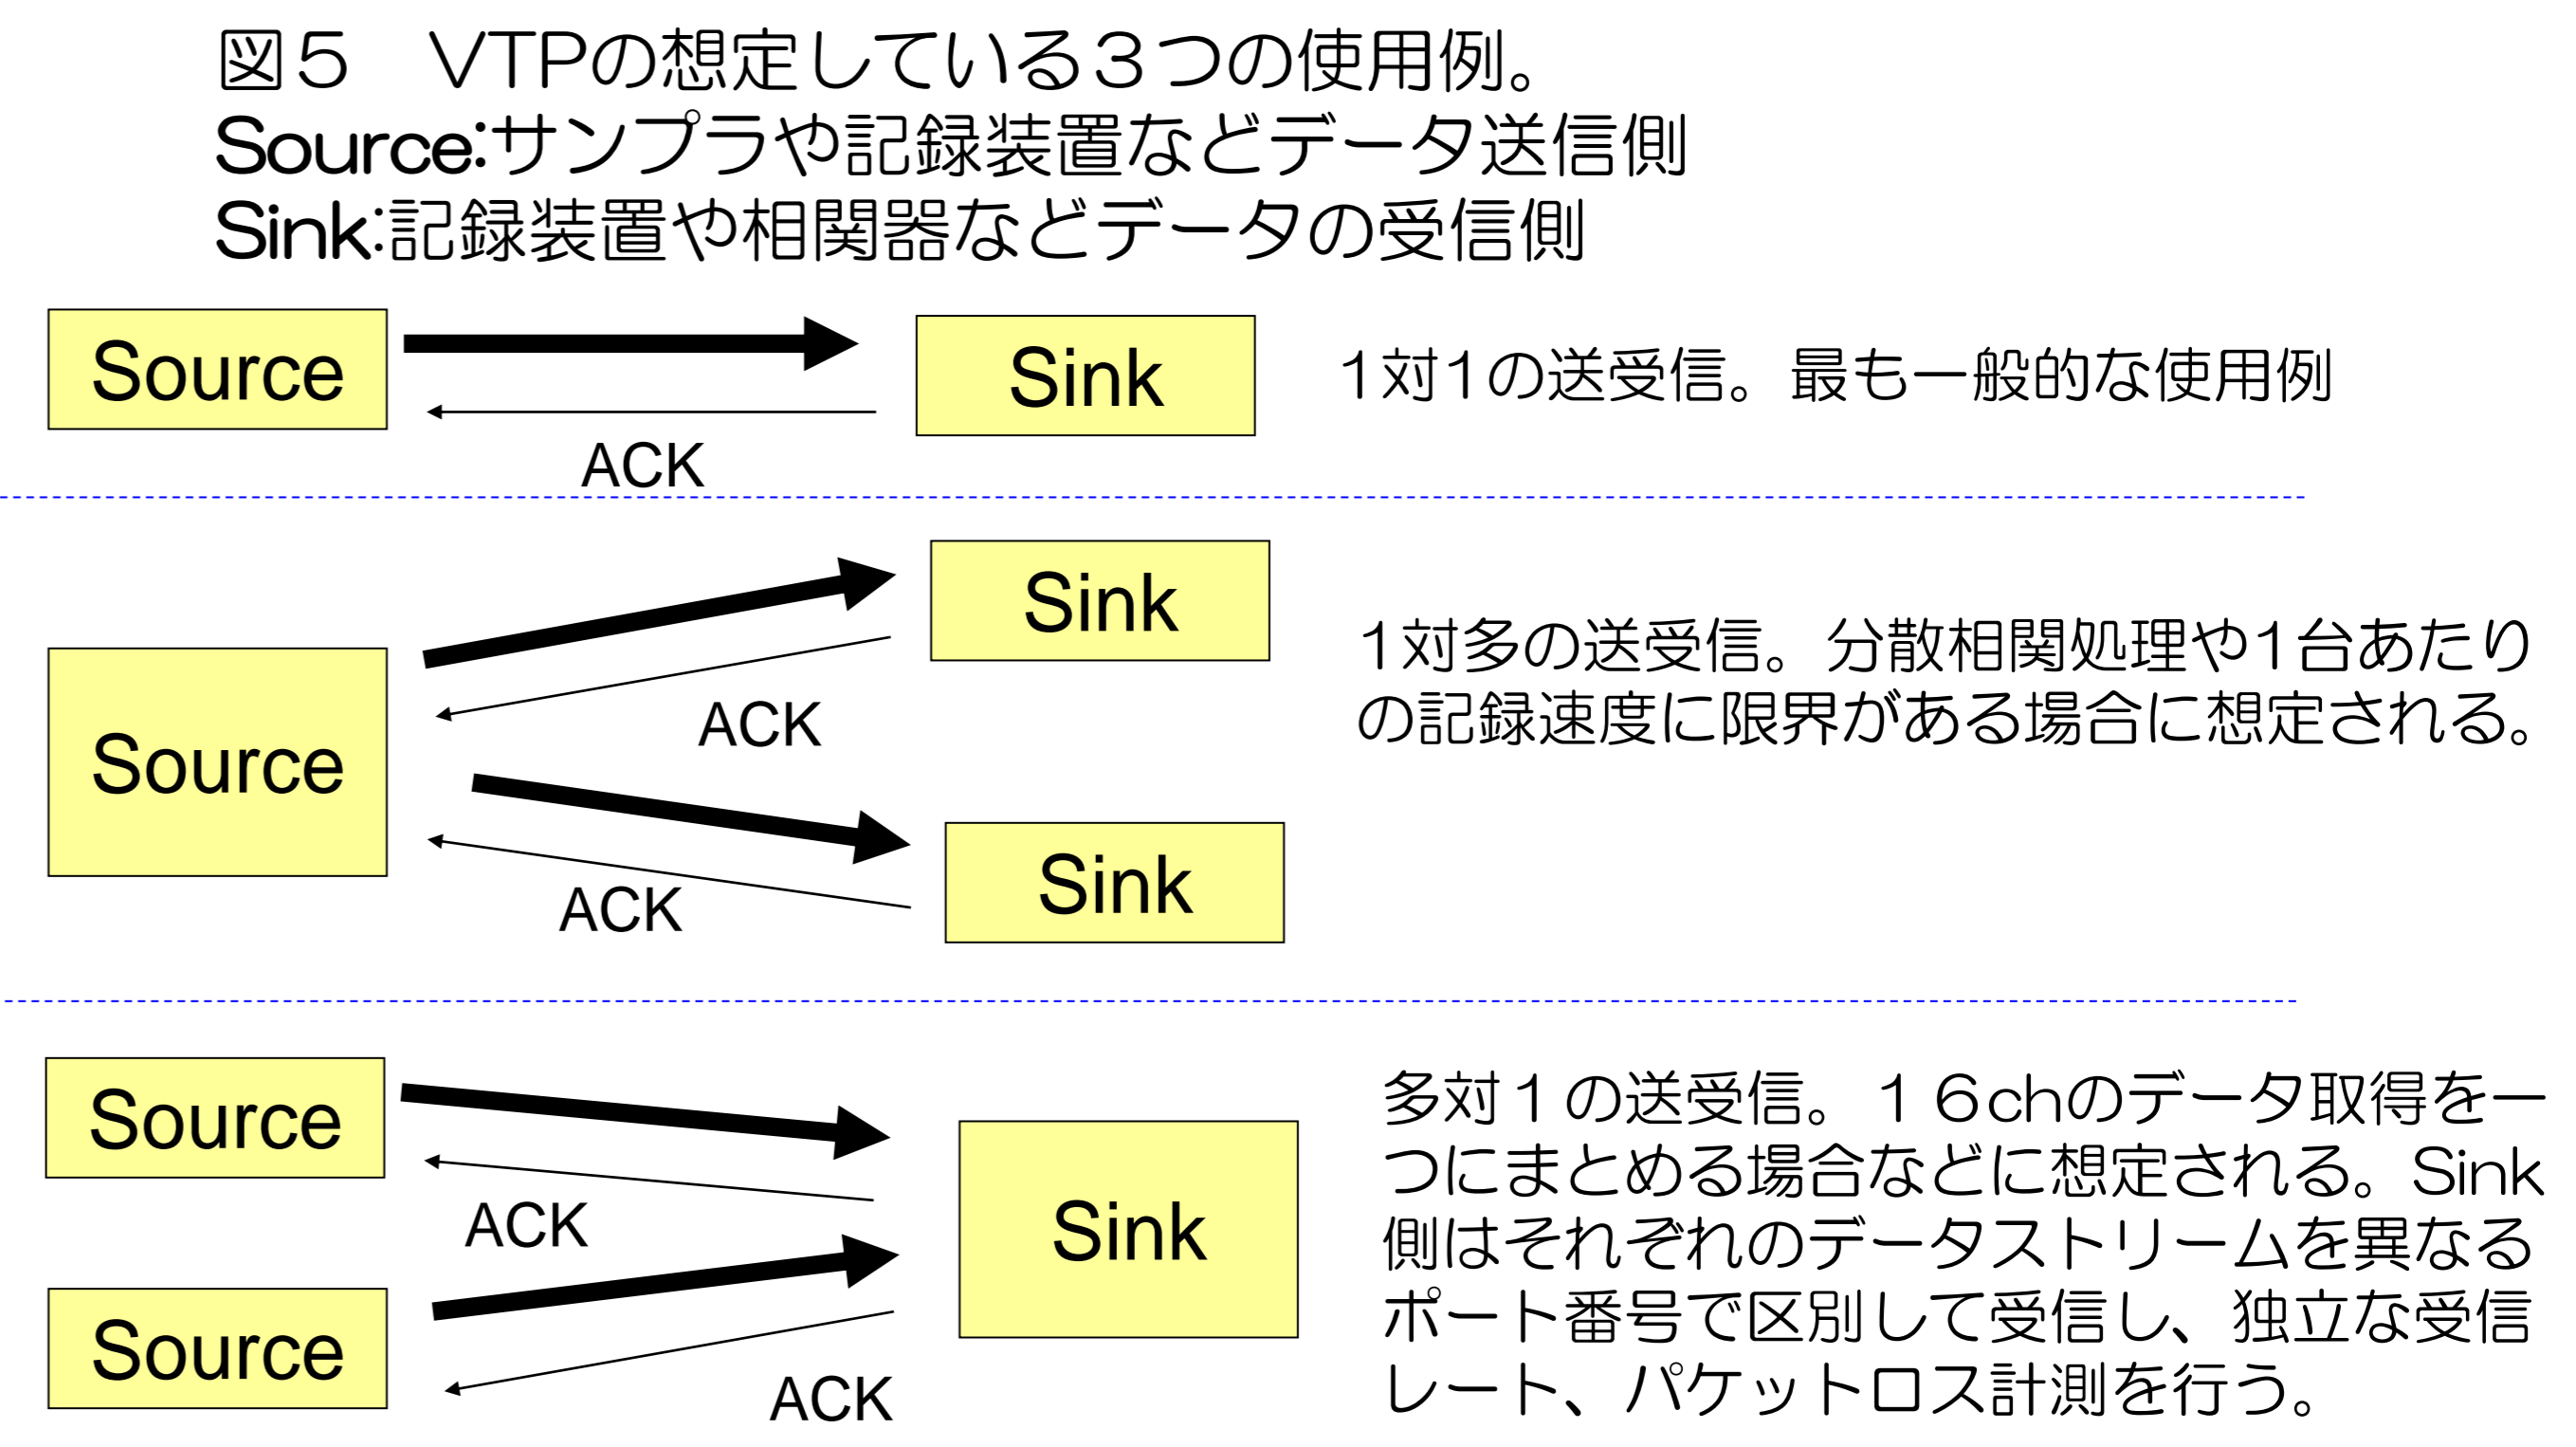 図５　VTPの想定している３つの使用例。
Source:サンプラや記録装置などデータ送信側
Sink:記録装置や相関器などデータの受信側
Source
Sink
1対1の送受信。最も一般的な使用例
ACK
Sink
Source
ACK
1対多の送受信。分散相関処理や1台あたり
の記録速度に限界がある場合に想定される。
Sink
ACK
Source
ACK
Sink
Source
ACK
多対１の送受信。１６chのデータ取得を一
つにまとめる場合などに想定される。Sink
側はそれぞれのデータストリームを異なる
ポート番号で区別して受信し、独立な受信
レート、パケットロス計測を行う。